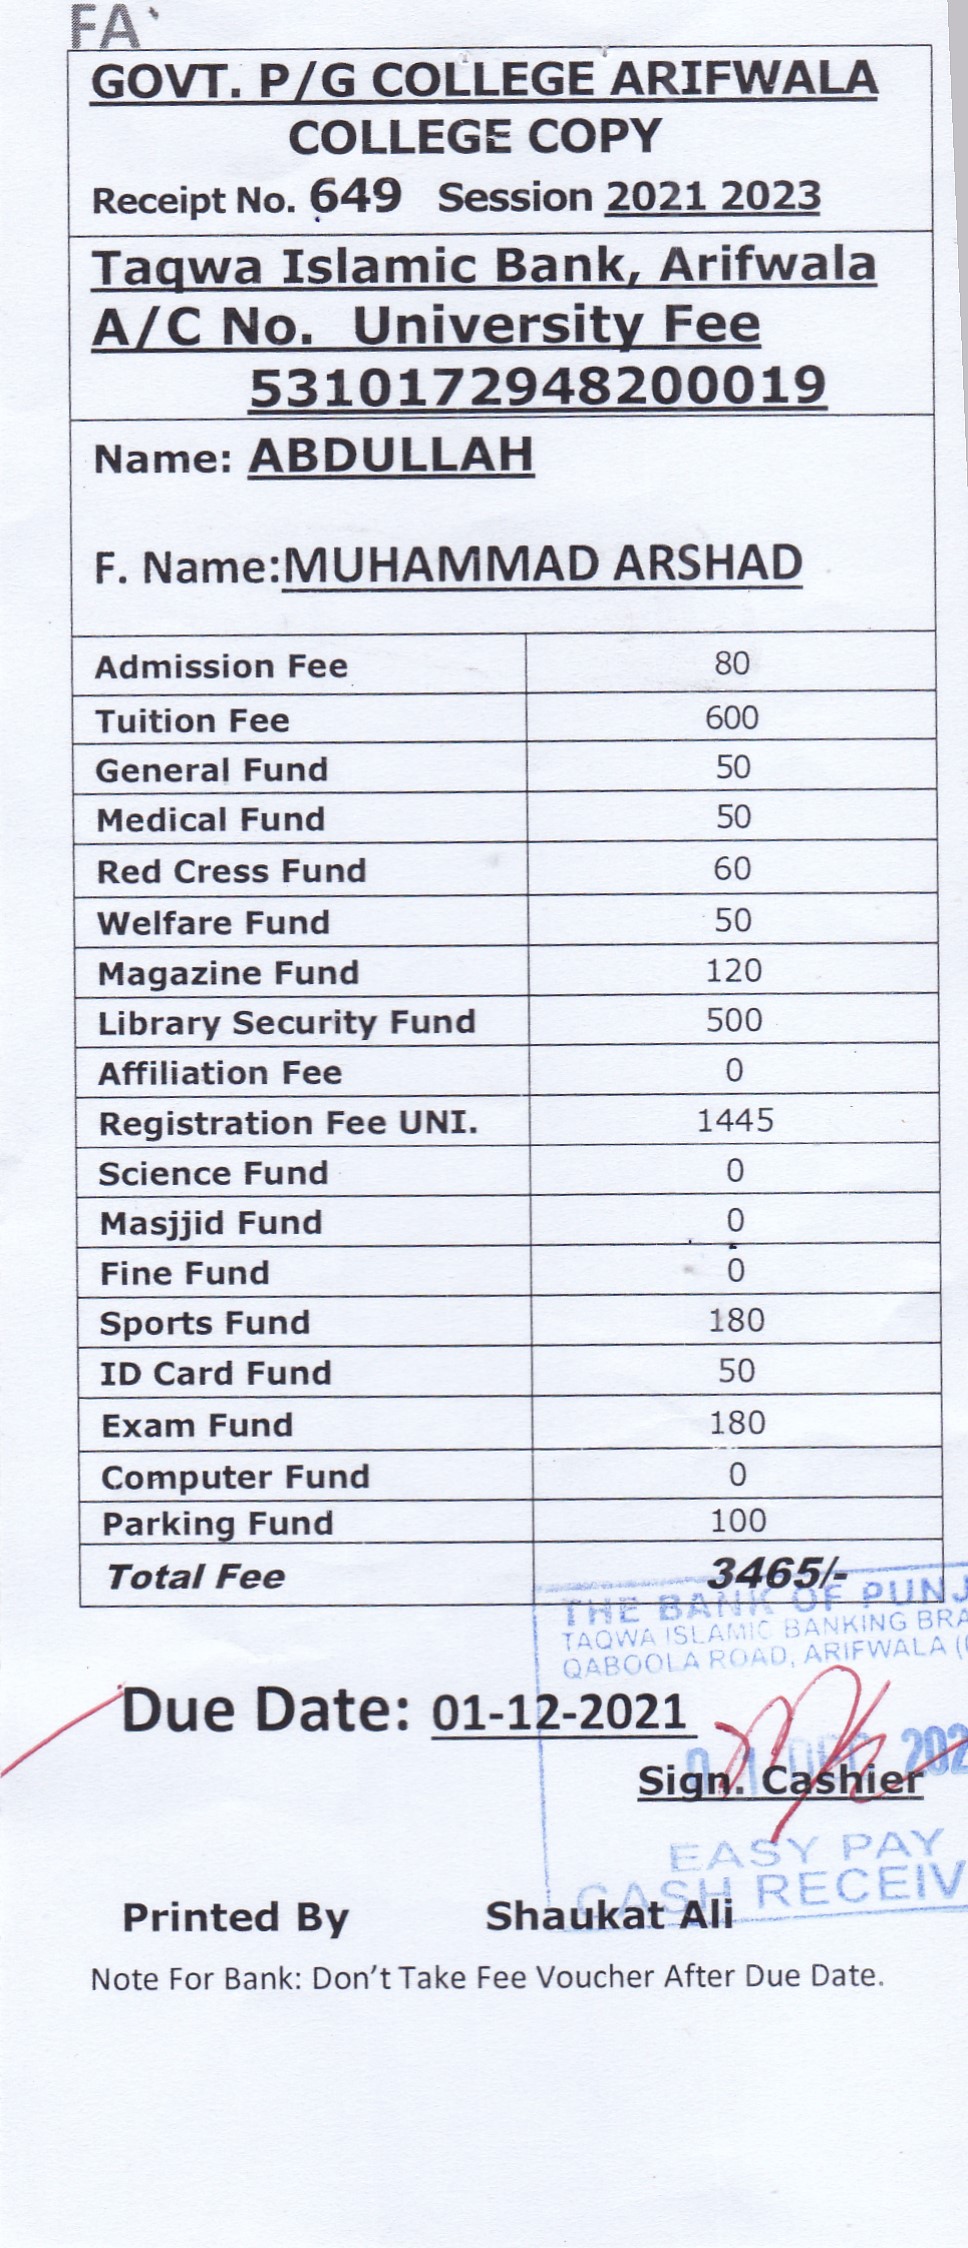 FA
GOVT. P/G COLLEGE ARIFWALA
COLLEGE COPY
Receipt No. 649 Session 2021 2023
Taqwa Islamic Bank, Arifwala
A/C No. University Fee
5310172948200019
Name: ABDULLAH
F. Name:MUHAMMAD ARSHAD
Admission Fee 80
Tuition Fee 600
General Fund 50
Medical Fund 50
Red Cress Fund 60
Welfare Fund 50
Magazine Fund 120
Library Security Fund 500
Affiliation Fee 0
Registration Fee UNI. 1445
Science Fund 0
Masjjid Fund 0
Fine Fund 0
Sports Fund 180
ID Card Fund 50
Exam Fund 180
Computer Fund 0
Parking Fund 100
Total Fee 3465/-
THE BANK OF PUNJ
TAQWA ISLAMIC BANKING BRA
QABOOLA ROAD, ARIFWALA (
Due Date: 01-12-2021
01 DEC 202
Sign. Cashier
EASY PAY
CASH RECEIV
Printed By Shaukat Ali
Note For Bank: Don't Take Fee Voucher After Due Date.